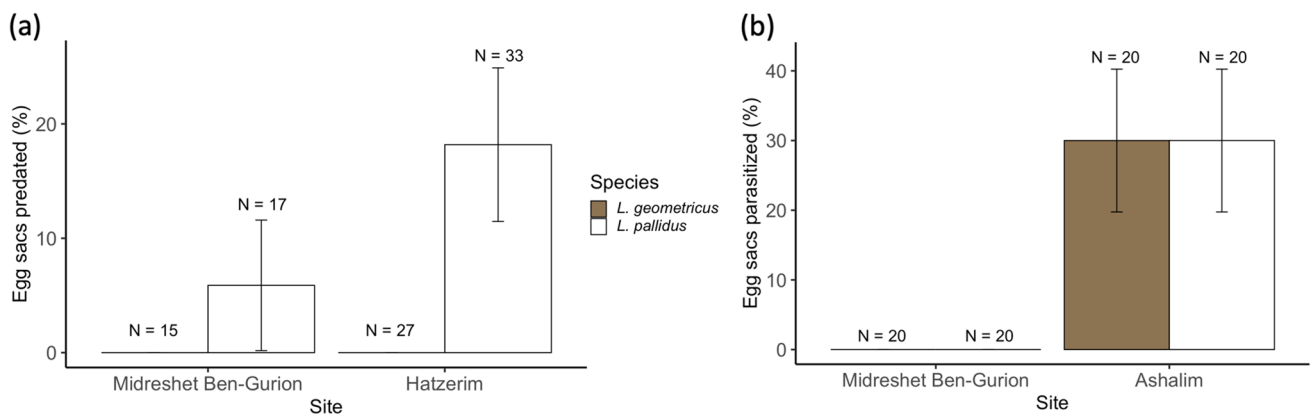 (a)
Egg sacs predated (%)
20
10
0
N = 15
N = 17
N = 27
N = 33
Midreshet Ben-Gurion
Hatzerim
Site
Species
L. geometricus
L. pallidus
(b)
Egg sacs parasitized (%)
40
30
20
10
0
N = 20
N = 20
N = 20
N = 20
Midreshet Ben-Gurion
Ashalim
Site